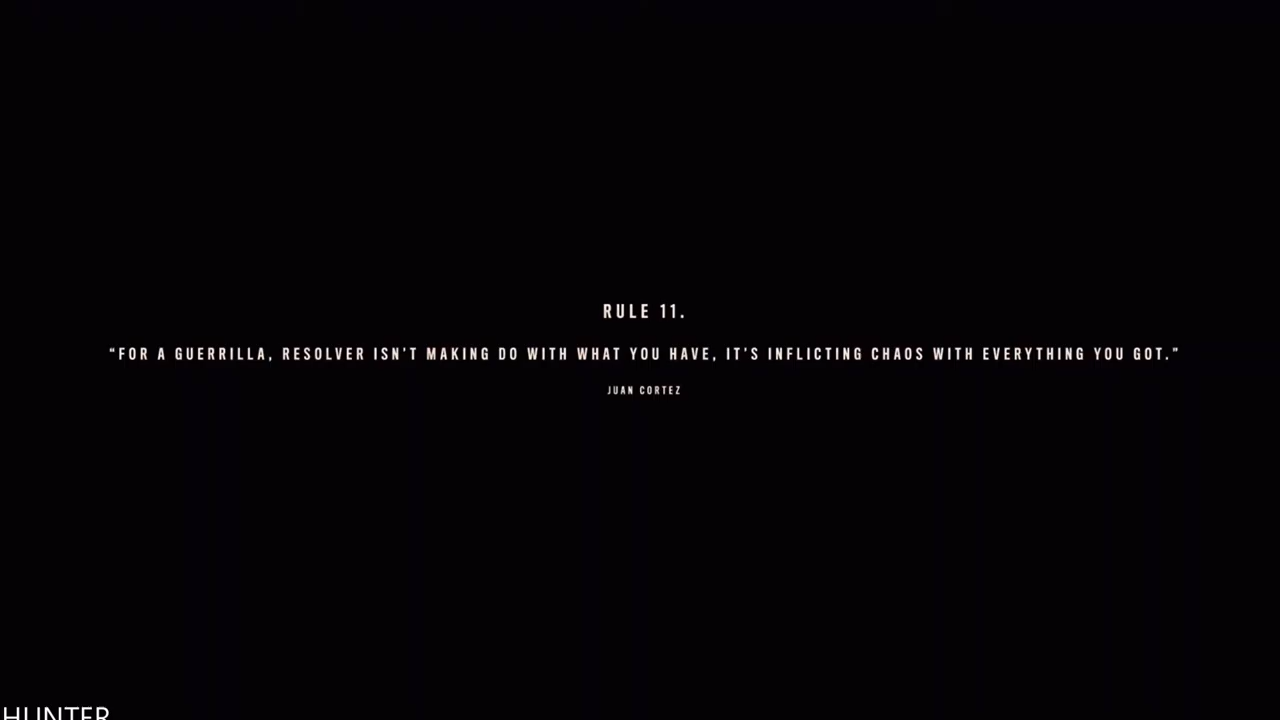 RULE 11.
“FOR A GUERRILLA, RESOLVER ISN'T MAKING DO WITH WHAT YOU HAVE, IT'S INFLICTING CHAOS WITH EVERYTHING YOU GOT.”
JUAN CORTEZ
HUNTER